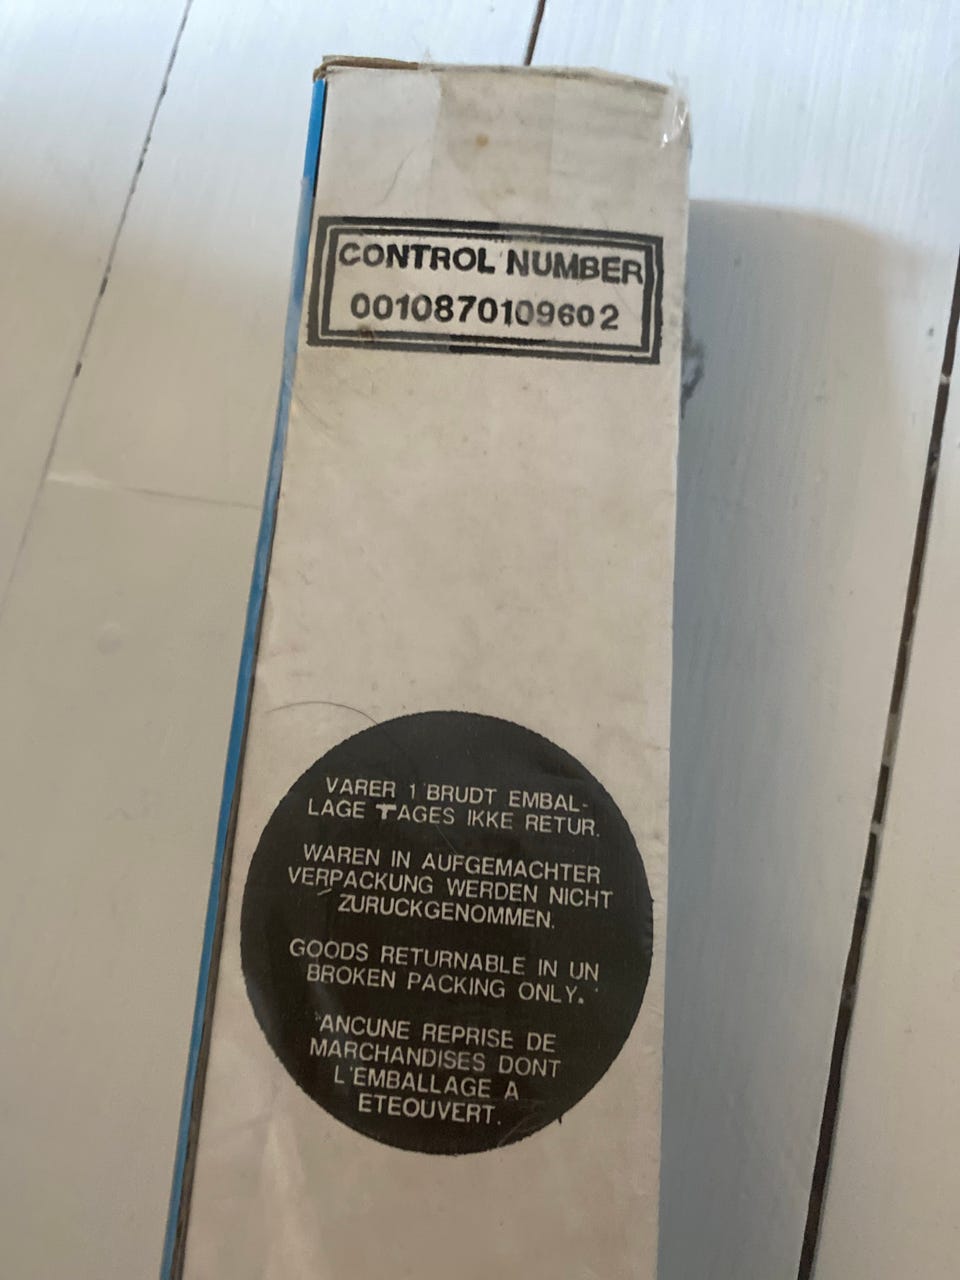 CONTROL NUMBER
0010870109602
VARER 1 BRUDT EMBAL-
LAGE TAGES IKKE RETUR.
WAREN IN AUFGEMACHTER
VERPACKUNG WERDEN NICHT
ZURUCKGENOMMEN.
GOODS RETURNABLE IN UN
BROKEN PACKING ONLY.
ANCUNE REPRISE DE
MARCHANDISES DONT
L'EMBALLAGE A
ETEOUVERT.